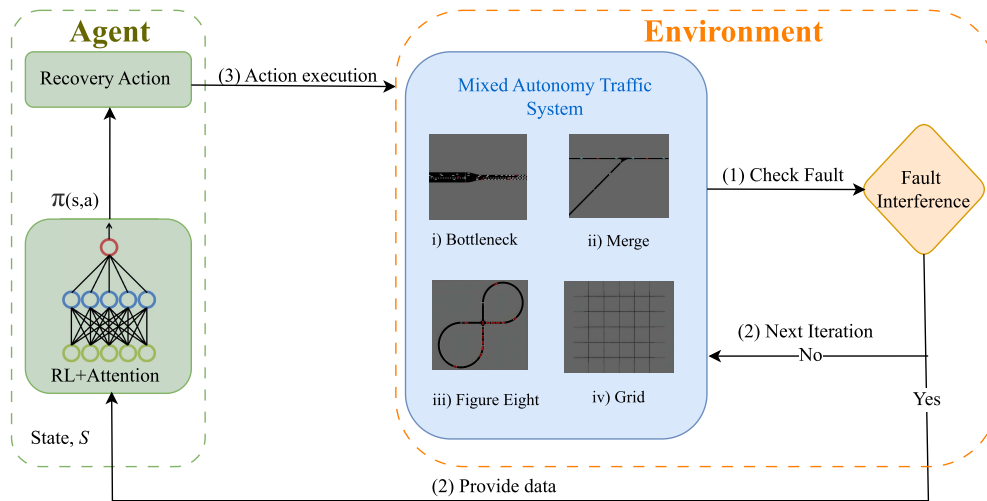 Agent
Recovery Action
π(s,a)
RL+Attention
State, S
(3) Action execution
Environment
Mixed Autonomy Traffic
System
i) Bottleneck
ii) Merge
iii) Figure Eight
iv) Grid
(1) Check Fault
Fault
Interference
(2) Next Iteration
No
Yes
(2) Provide data